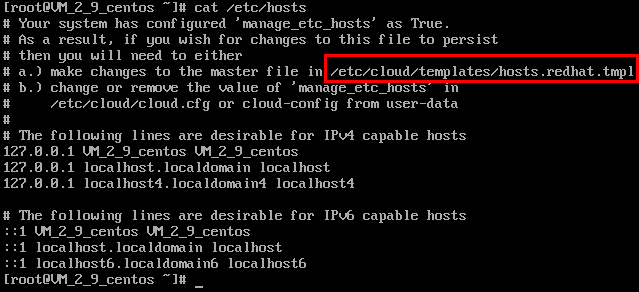 [root@VM_2_9_centos ~]# cat /etc/hosts
# Your system has configured 'manage_etc_hosts' as True.
# As a result, if you wish for changes to this file to persist
# then you will need to either
# a.) make changes to the master file in /etc/cloud/templates/hosts.redhat.tmpl
# b.) change or remove the value of 'manage_etc_hosts' in
#     /etc/cloud/cloud.cfg or cloud-config from user-data
#
# The following lines are desirable for IPv4 capable hosts
127.0.0.1 VM_2_9_centos VM_2_9_centos
127.0.0.1 localhost.localdomain localhost
127.0.0.1 localhost4.localdomain4 localhost4

# The following lines are desirable for IPv6 capable hosts
::1 VM_2_9_centos VM_2_9_centos
::1 localhost.localdomain localhost
::1 localhost6.localdomain6 localhost6
[root@VM_2_9_centos ~]# _